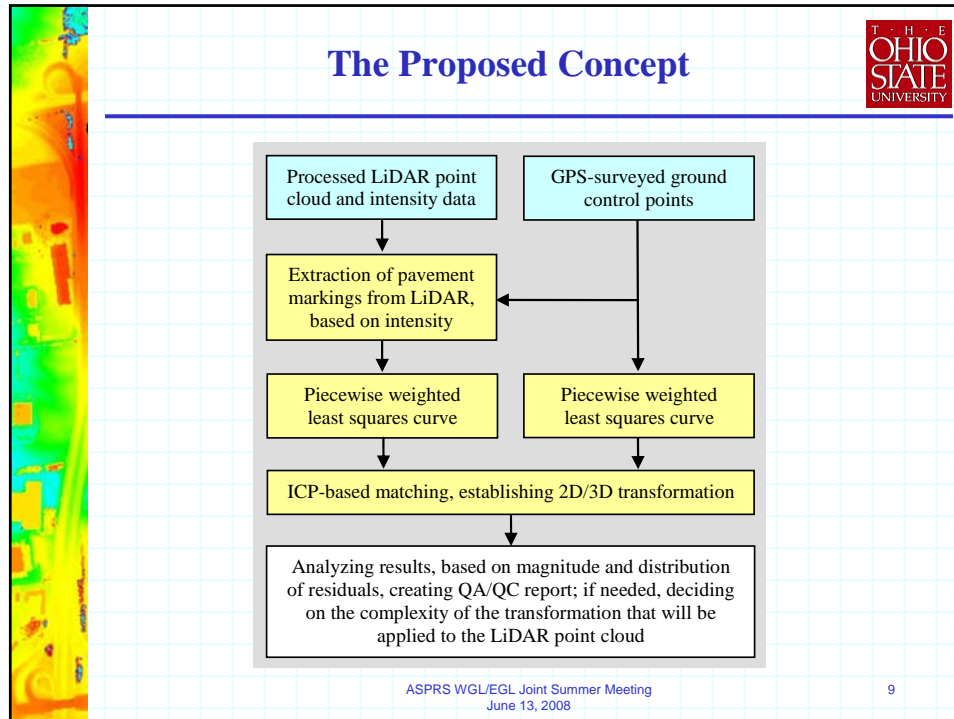 The Proposed Concept
T · H · E
OHIO
STATE
UNIVERSITY
Processed LiDAR point
cloud and intensity data
GPS-surveyed ground
control points
Extraction of pavement
markings from LiDAR,
based on intensity
Piecewise weighted
least squares curve
Piecewise weighted
least squares curve
ICP-based matching, establishing 2D/3D transformation
Analyzing results, based on magnitude and distribution
of residuals, creating QA/QC report; if needed, deciding
on the complexity of the transformation that will be
applied to the LiDAR point cloud
ASPRS WGL/EGL Joint Summer Meeting
June 13, 2008
9